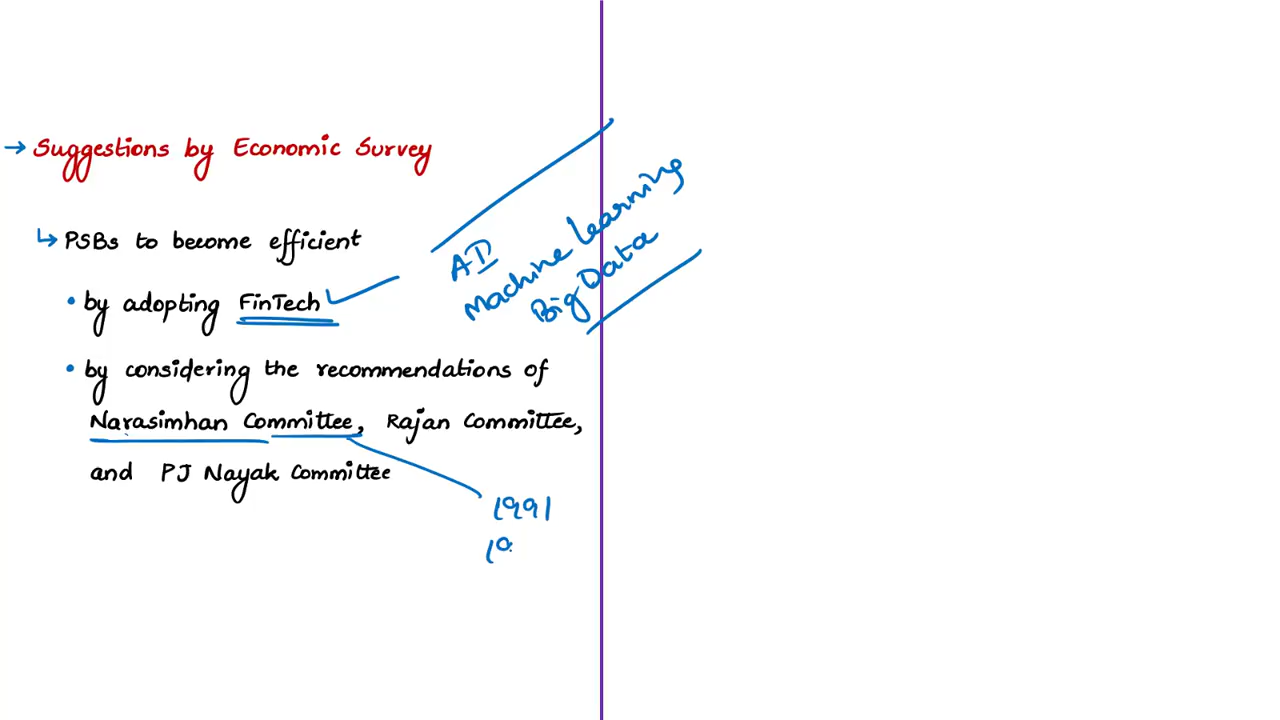 → Suggestions by Economic Survey
↳ PSBs to become efficient
• by adopting FinTech
AI
Machine Learning
Big Data
• by considering the recommendations of
Narasimhan Committee, Rajan Committee,
and PJ Nayak Committee
1991
19